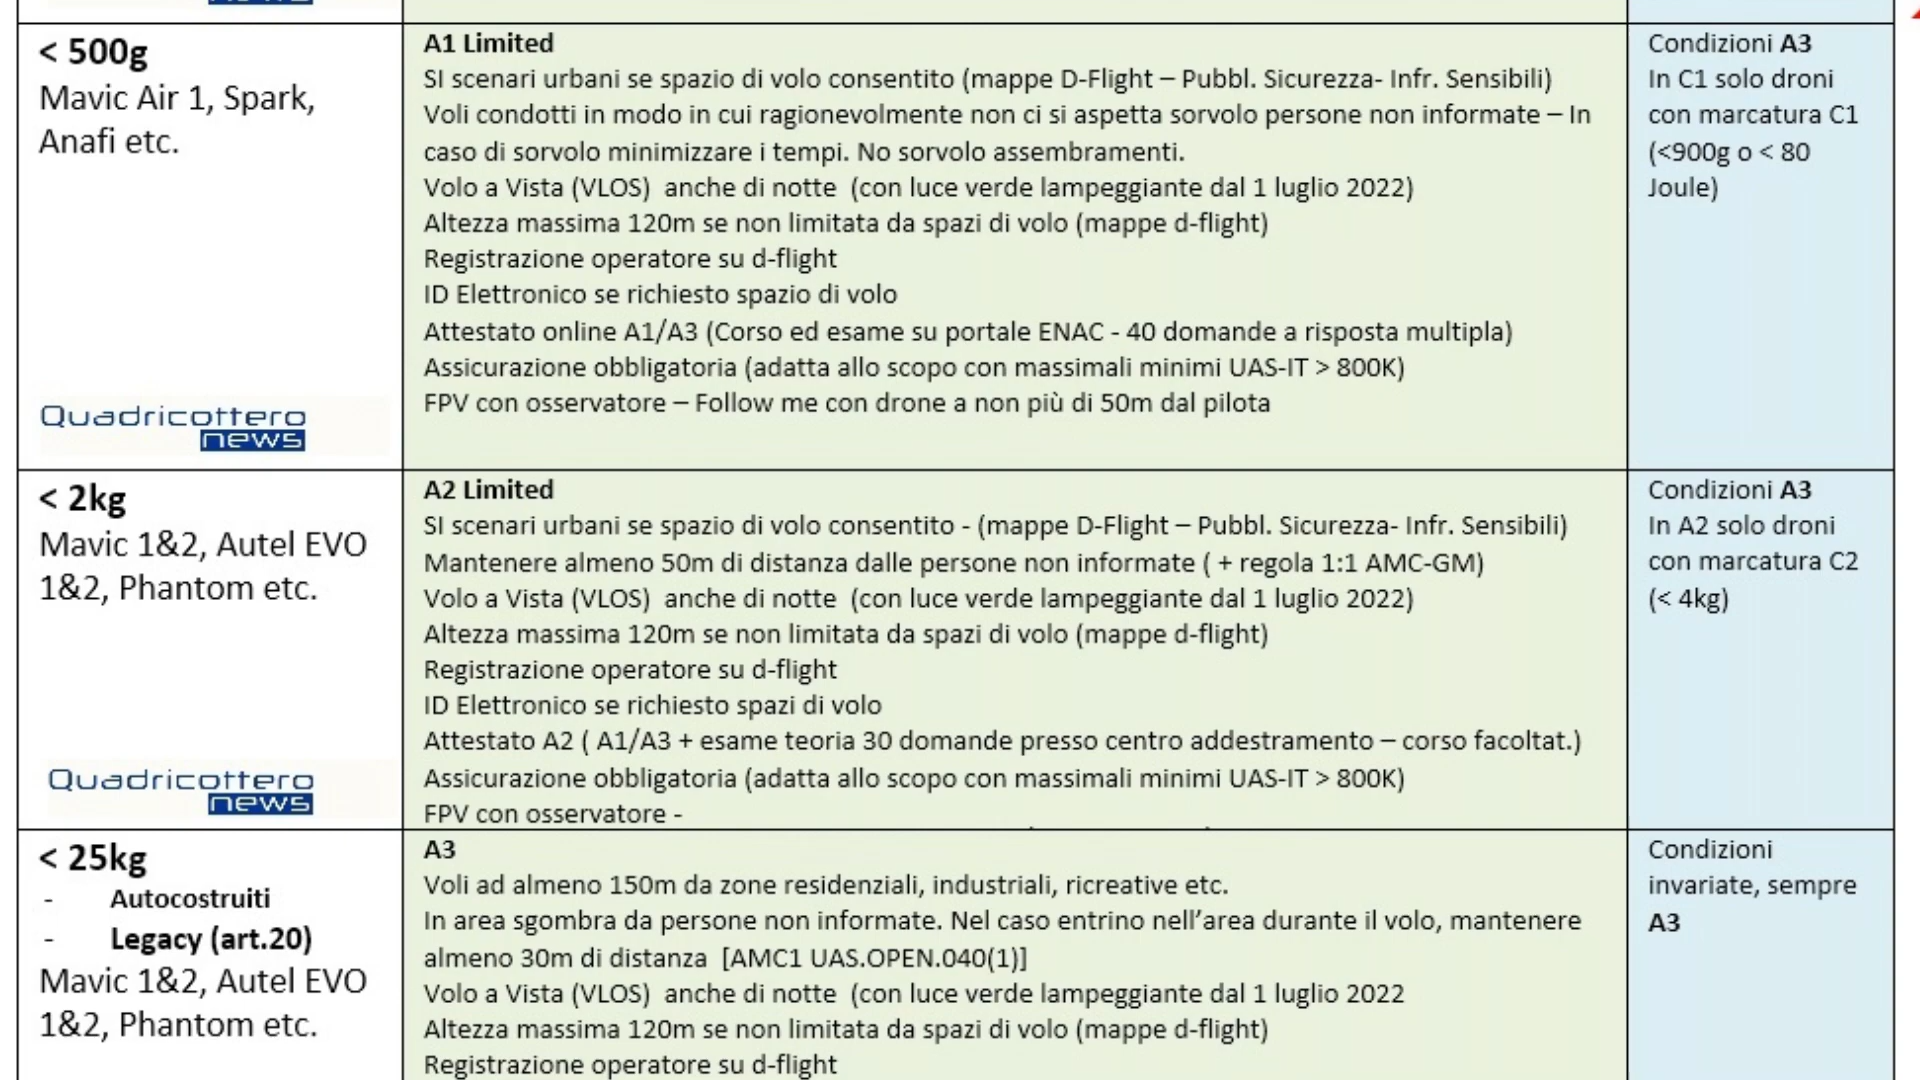 < 500g
Mavic Air 1, Spark,
Anafi etc.
Quadricottero
news
A1 Limited
SI scenari urbani se spazio di volo consentito (mappe D-Flight – Pubbl. Sicurezza- Infr. Sensibili)
Voli condotti in modo in cui ragionevolmente non ci si aspetta sorvolo persone non informate – In
caso di sorvolo minimizzare i tempi. No sorvolo assembramenti.
Volo a Vista (VLOS)  anche di notte  (con luce verde lampeggiante dal 1 luglio 2022)
Altezza massima 120m se non limitata da spazi di volo (mappe d-flight)
Registrazione operatore su d-flight
ID Elettronico se richiesto spazio di volo
Attestato online A1/A3 (Corso ed esame su portale ENAC - 40 domande a risposta multipla)
Assicurazione obbligatoria (adatta allo scopo con massimali minimi UAS-IT > 800K)
FPV con osservatore – Follow me con drone a non più di 50m dal pilota
Condizioni A3
In C1 solo droni
con marcatura C1
(<900g o < 80
Joule)
< 2kg
Mavic 1&2, Autel EVO
1&2, Phantom etc.
Quadricottero
news
A2 Limited
SI scenari urbani se spazio di volo consentito - (mappe D-Flight – Pubbl. Sicurezza- Infr. Sensibili)
Mantenere almeno 50m di distanza dalle persone non informate ( + regola 1:1 AMC-GM)
Volo a Vista (VLOS)  anche di notte  (con luce verde lampeggiante dal 1 luglio 2022)
Altezza massima 120m se non limitata da spazi di volo (mappe d-flight)
Registrazione operatore su d-flight
ID Elettronico se richiesto spazi di volo
Attestato A2 ( A1/A3 + esame teoria 30 domande presso centro addestramento – corso facoltat.)
Assicurazione obbligatoria (adatta allo scopo con massimali minimi UAS-IT > 800K)
FPV con osservatore -
Condizioni A3
In A2 solo droni
con marcatura C2
(< 4kg)
< 25kg
- Autocostruiti
- Legacy (art.20)
Mavic 1&2, Autel EVO
1&2, Phantom etc.
A3
Voli ad almeno 150m da zone residenziali, industriali, ricreative etc.
In area sgombra da persone non informate. Nel caso entrino nell’area durante il volo, mantenere
almeno 30m di distanza  [AMC1 UAS.OPEN.040(1)]
Volo a Vista (VLOS)  anche di notte  (con luce verde lampeggiante dal 1 luglio 2022
Altezza massima 120m se non limitata da spazi di volo (mappe d-flight)
Registrazione operatore su d-flight
Condizioni
invariate, sempre
A3